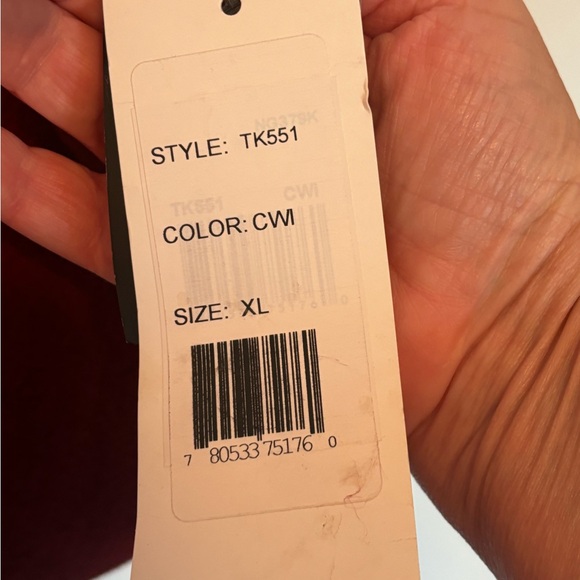 STYLE: TK551
COLOR: CWI
SIZE: XL
7 80533 75176 0